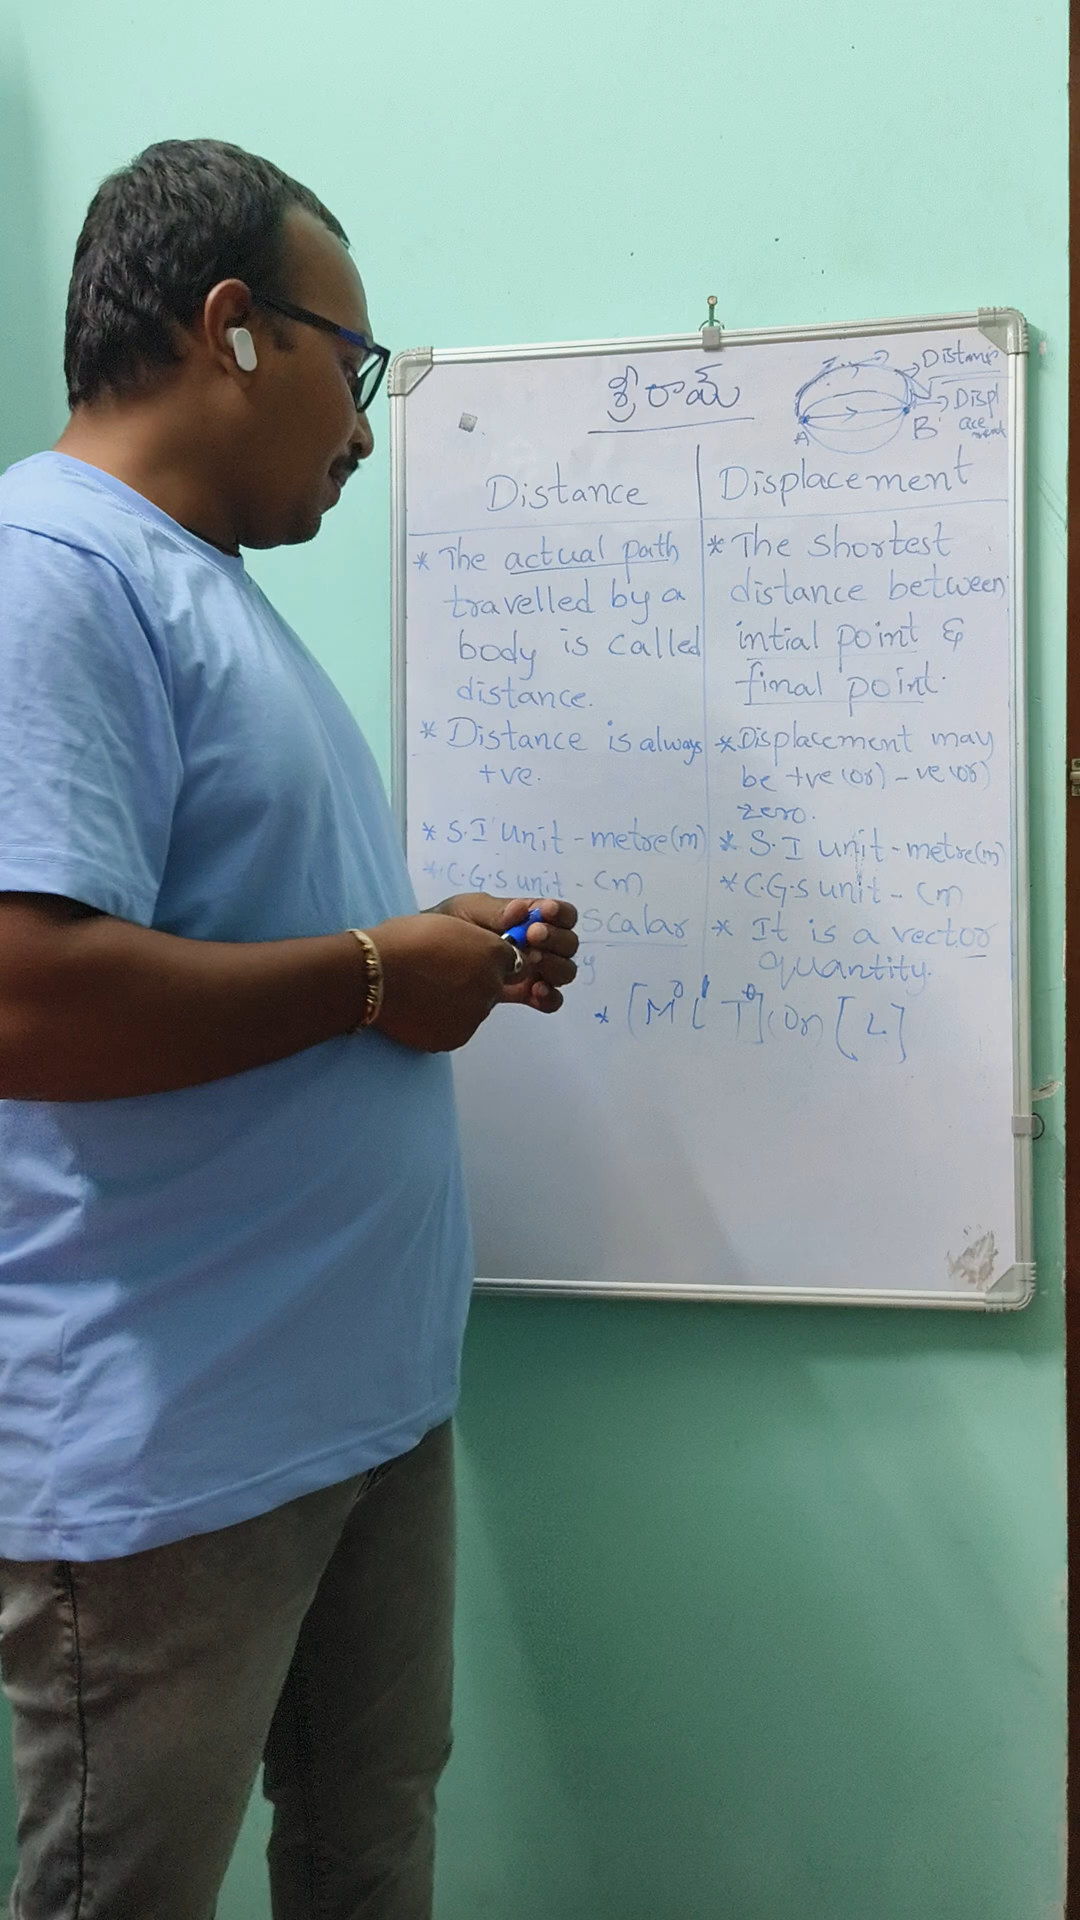 శ్రీరామ్
Distance
Displacement
A
B
Distance
Displacement
* The actual path
travelled by a
body is called
distance.
* Distance is always
+ve.
* S.I unit - metre(m)
* C.G.S unit - cm
scalar
y
* The shortest
distance between
intial point &
final point.
* Displacement may
be +ve (or) - ve (or)
zero.
* S.I unit - metre(m)
* C.G.S unit - cm
* It is a vector
quantity.
* [M⁰ L¹ T⁰] (or) [L]